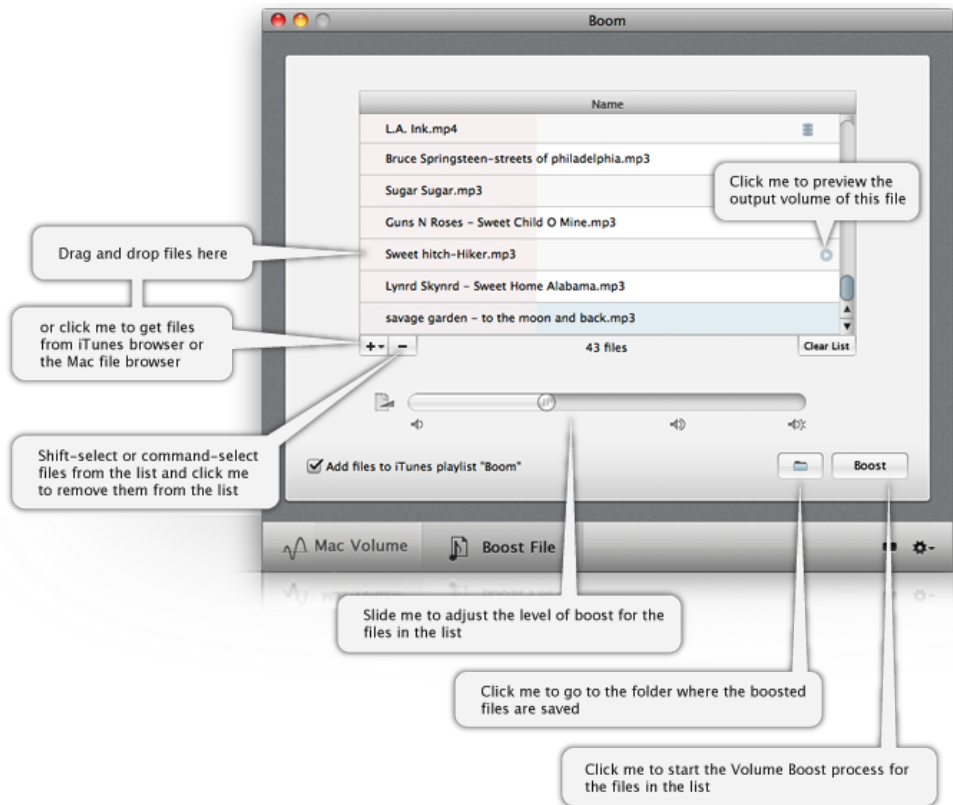 Boom
Name
L.A. Ink.mp4
Bruce Springsteen-streets of philadelphia.mp3
Sugar Sugar.mp3
Click me to preview the
output volume of this file
Guns N Roses - Sweet Child O Mine.mp3
Drag and drop files here
Sweet hitch-Hiker.mp3
Lynrd Skynrd - Sweet Home Alabama.mp3
or click me to get files
from iTunes browser or
the Mac file browser
savage garden - to the moon and back.mp3
43 files
Clear List
Shift-select or command-select
files from the list and click me
to remove them from the list
Add files to iTunes playlist "Boom"
Boost
Mac Volume
Boost File
Slide me to adjust the level of boost for the
files in the list
Click me to go to the folder where the boosted
files are saved
Click me to start the Volume Boost process for
the files in the list